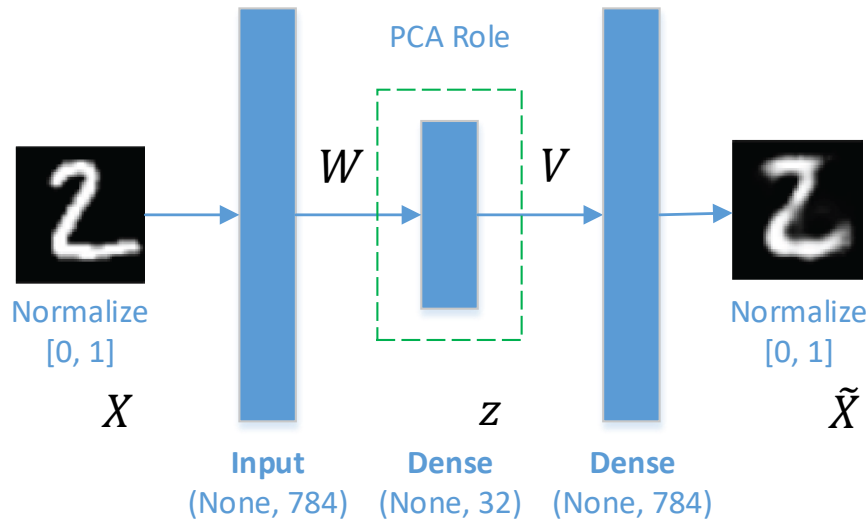 PCA Role
W
V
Normalize
[0, 1]
Normalize
[0, 1]
X
z
X̃
Input
(None, 784)
Dense
(None, 32)
Dense
(None, 784)